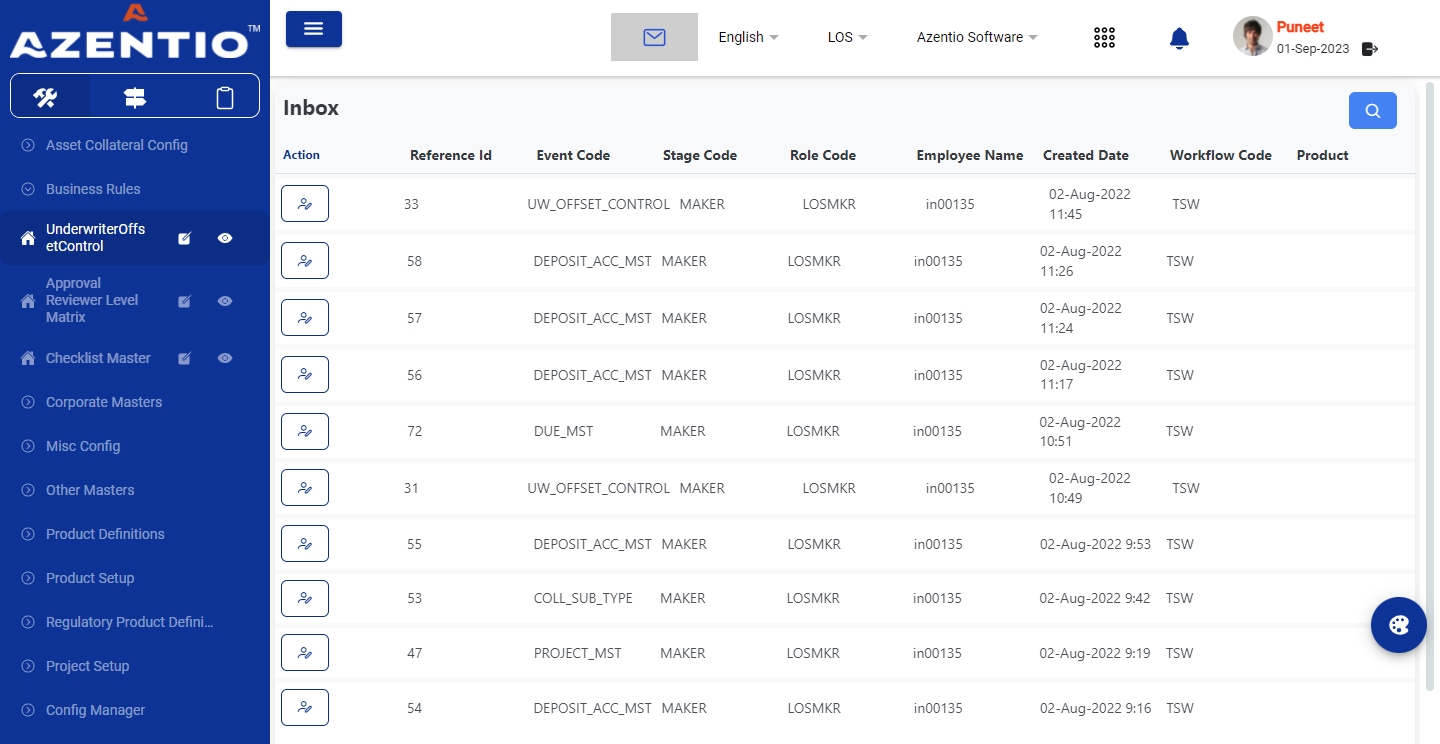 AZENTIO™
English
LOS
Azentio Software
Puneet
01-Sep-2023
Asset Collateral Config
Business Rules
UnderwriterOffs
etControl
Approval
Reviewer Level
Matrix
Checklist Master
Corporate Masters
Misc Config
Other Masters
Product Definitions
Product Setup
Regulatory Product Defini...
Project Setup
Config Manager
Inbox
Action Reference Id Event Code Stage Code Role Code Employee Name Created Date Workflow Code Product
33 UW_OFFSET_CONTROL MAKER LOSMKR in00135 02-Aug-2022 TSW
11:45
58 DEPOSIT_ACC_MST MAKER LOSMKR in00135 02-Aug-2022 TSW
11:26
57 DEPOSIT_ACC_MST MAKER LOSMKR in00135 02-Aug-2022 TSW
11:24
56 DEPOSIT_ACC_MST MAKER LOSMKR in00135 02-Aug-2022 TSW
11:17
72 DUE_MST MAKER LOSMKR in00135 02-Aug-2022 TSW
10:51
31 UW_OFFSET_CONTROL MAKER LOSMKR in00135 02-Aug-2022 TSW
10:49
55 DEPOSIT_ACC_MST MAKER LOSMKR in00135 02-Aug-2022 9:53 TSW
53 COLL_SUB_TYPE MAKER LOSMKR in00135 02-Aug-2022 9:42 TSW
47 PROJECT_MST MAKER LOSMKR in00135 02-Aug-2022 9:19 TSW
54 DEPOSIT_ACC_MST MAKER LOSMKR in00135 02-Aug-2022 9:16 TSW